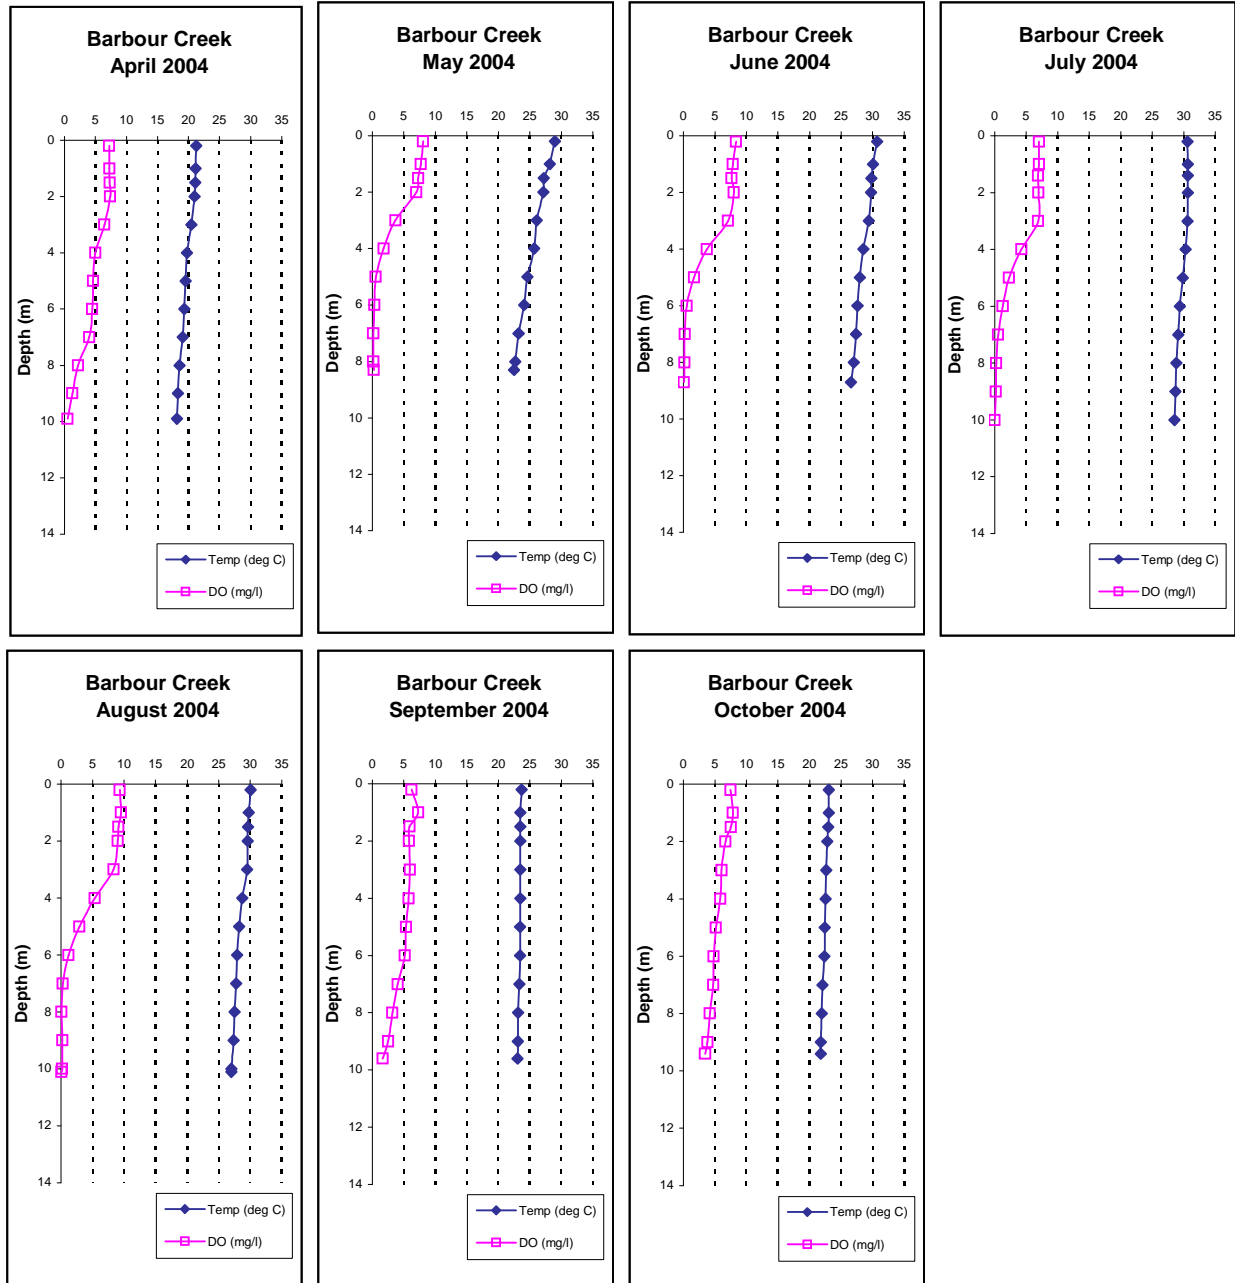 Barbour Creek
April 2004
0 5 10 15 20 25 30 35
0
2
4
6
8
10
12
14
Depth (m)
Temp (deg C)
DO (mg/l)
Barbour Creek
May 2004
0 5 10 15 20 25 30 35
0
2
4
6
8
10
12
14
Depth (m)
Temp (deg C)
DO (mg/l)
Barbour Creek
June 2004
0 5 10 15 20 25 30 35
0
2
4
6
8
10
12
14
Depth (m)
Temp (deg C)
DO (mg/l)
Barbour Creek
July 2004
0 5 10 15 20 25 30 35
0
2
4
6
8
10
12
14
Depth (m)
Temp (deg C)
DO (mg/l)
Barbour Creek
August 2004
0 5 10 15 20 25 30 35
0
2
4
6
8
10
12
14
Depth (m)
Temp (deg C)
DO (mg/l)
Barbour Creek
September 2004
0 5 10 15 20 25 30 35
0
2
4
6
8
10
12
14
Depth (m)
Temp (deg C)
DO (mg/l)
Barbour Creek
October 2004
0 5 10 15 20 25 30 35
0
2
4
6
8
10
12
14
Depth (m)
Temp (deg C)
DO (mg/l)